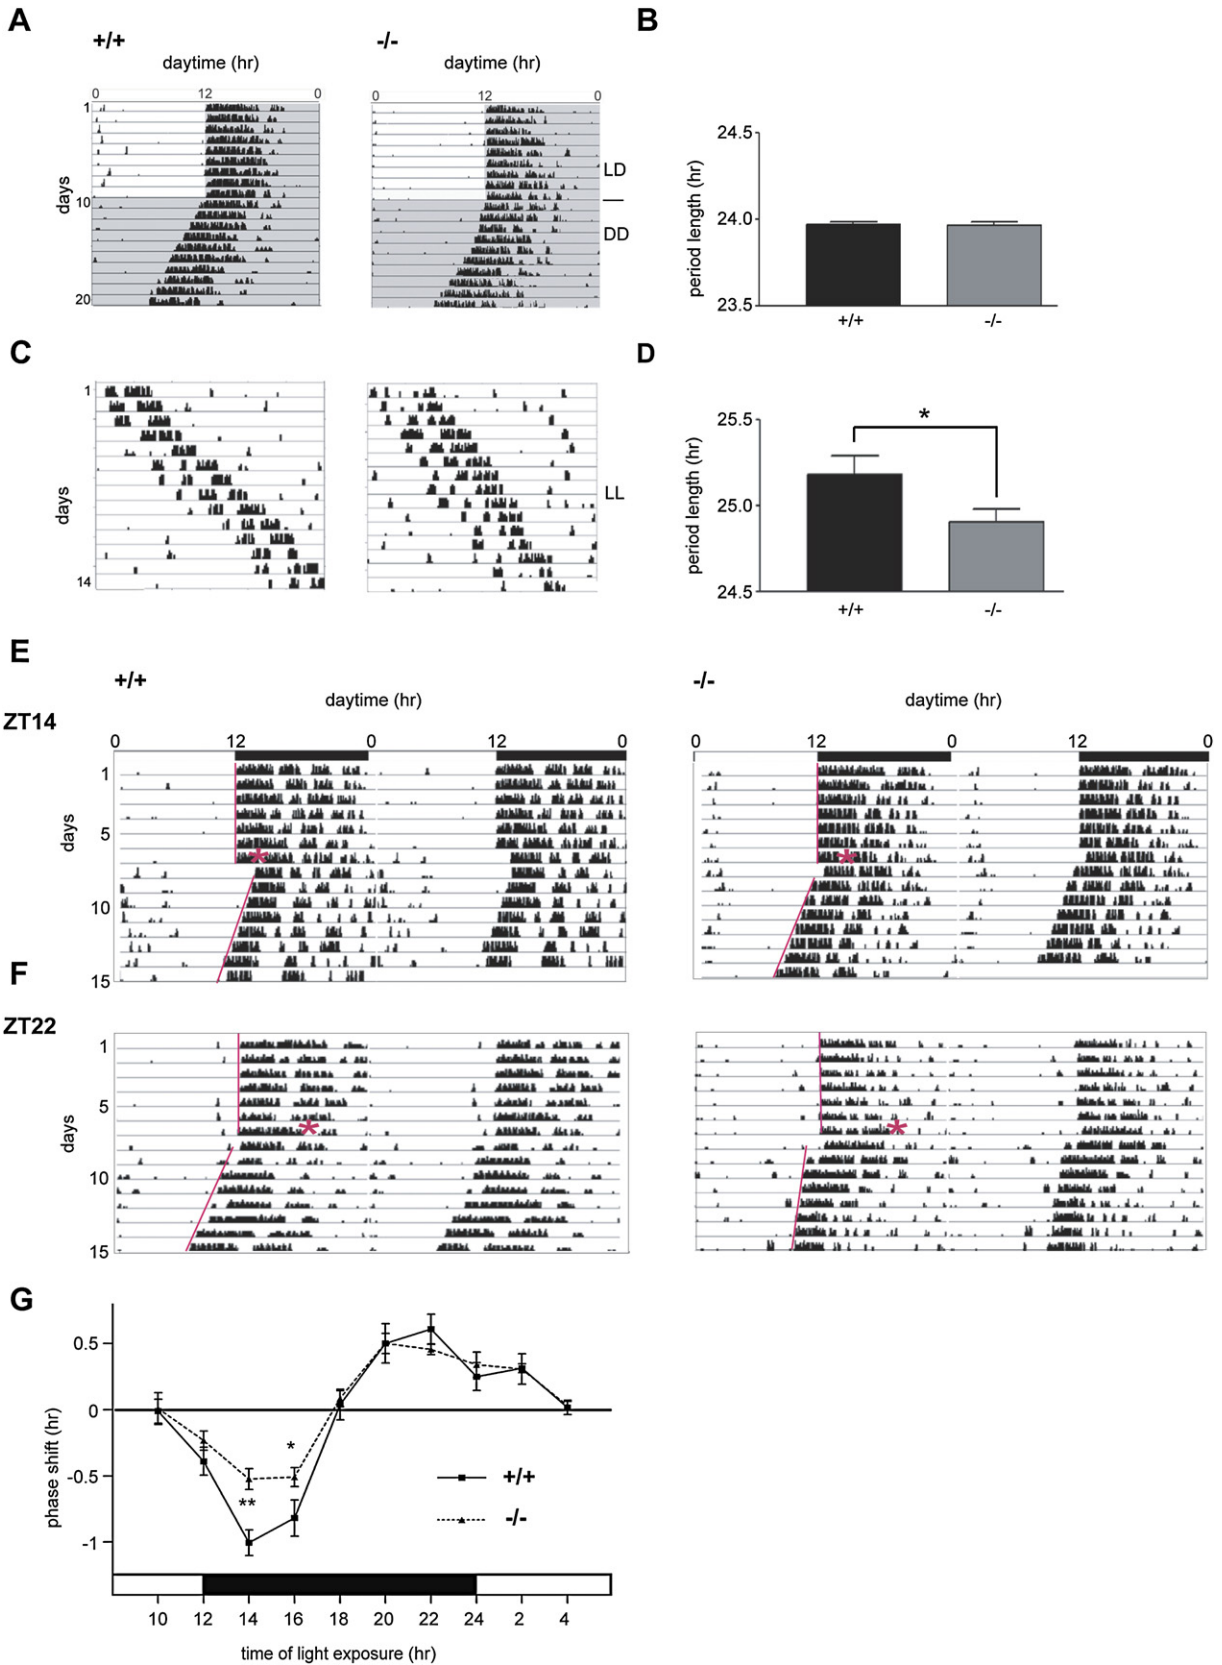 A
+/+
daytime (hr)
0 12 0
-/-
daytime (hr)
0 12 0
1
10
20
days
LD
DD
B
24.5
24.0
23.5
period length (hr)
+/+ -/-
C
1
14
days
LL
D
25.5
25.0
24.5
period length (hr)
*
+/+ -/-
E
+/+
daytime (hr)
-/-
daytime (hr)
ZT14
0 12 0 12 0
0 12 0 12 0
1
5
10
15
days
F
ZT22
1
5
10
15
days
G
0.5
0
-0.5
-1
phase shift (hr)
**
*
+/+
-/-
10 12 14 16 18 20 22 24 2 4
time of light exposure (hr)